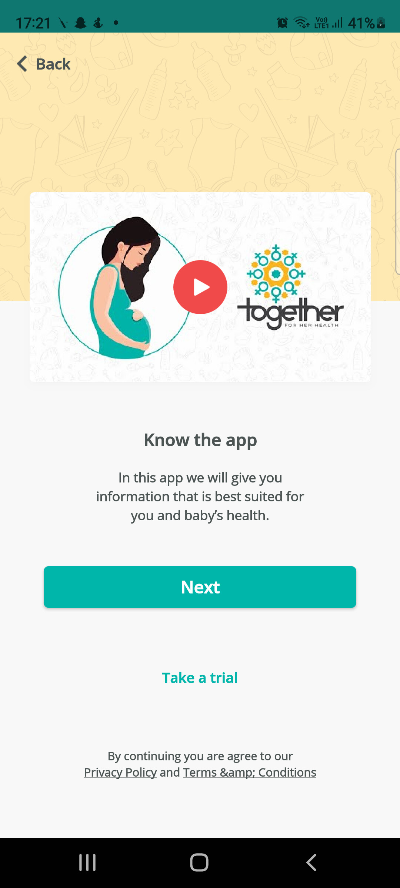 17:21
Vo) LTE1 41%
Back
together
FOR HER HEALTH
Know the app
In this app we will give you
information that is best suited for
you and baby's health.
Next
Take a trial
By continuing you are agree to our
Privacy Policy and Terms &amp; Conditions